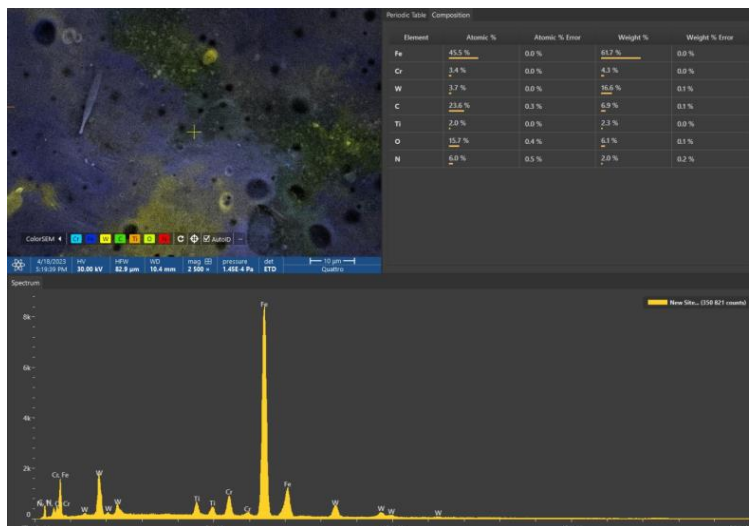 Periodic Table Composition
Element Atomic % Atomic % Error Weight % Weight % Error
Fe 45.5 % 0.0 % 61.7 % 0.0 %
Cr 3.4 % 0.0 % 4.3 % 0.0 %
W 3.7 % 0.0 % 16.6 % 0.1 %
C 23.6 % 0.3 % 6.9 % 0.1 %
Ti 2.0 % 0.0 % 2.3 % 0.0 %
O 15.7 % 0.4 % 6.1 % 0.1 %
N 6.0 % 0.5 % 2.0 % 0.2 %
ColorSEM Cr W C Ti O AutoID
4/18/2023 HV HFW WD mag pressure det 10 µm
5:19:39 PM 30.00 kV 82.9 µm 10.4 mm 2 500 × 1.45E-4 Pa ETD Quattro
Spectrum
New Site... (350 821 counts)
8k
6k
4k
2k
0
Fe
Fe
W
W
W
W
Ti
Ti
Cr
Cr
W
W
W
W